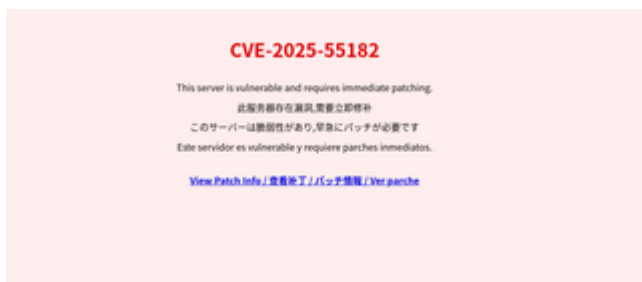 CVE-2025-55182
This server is vulnerable and requires immediate patching.
此服务器存在漏洞,需要立即修补
このサーバーは脆弱性があり,早急にパッチが必要です
Este servidor es vulnerable y requiere parches inmediatos.
View Patch Info / 查看补丁 / パッチ情報 / Ver parche